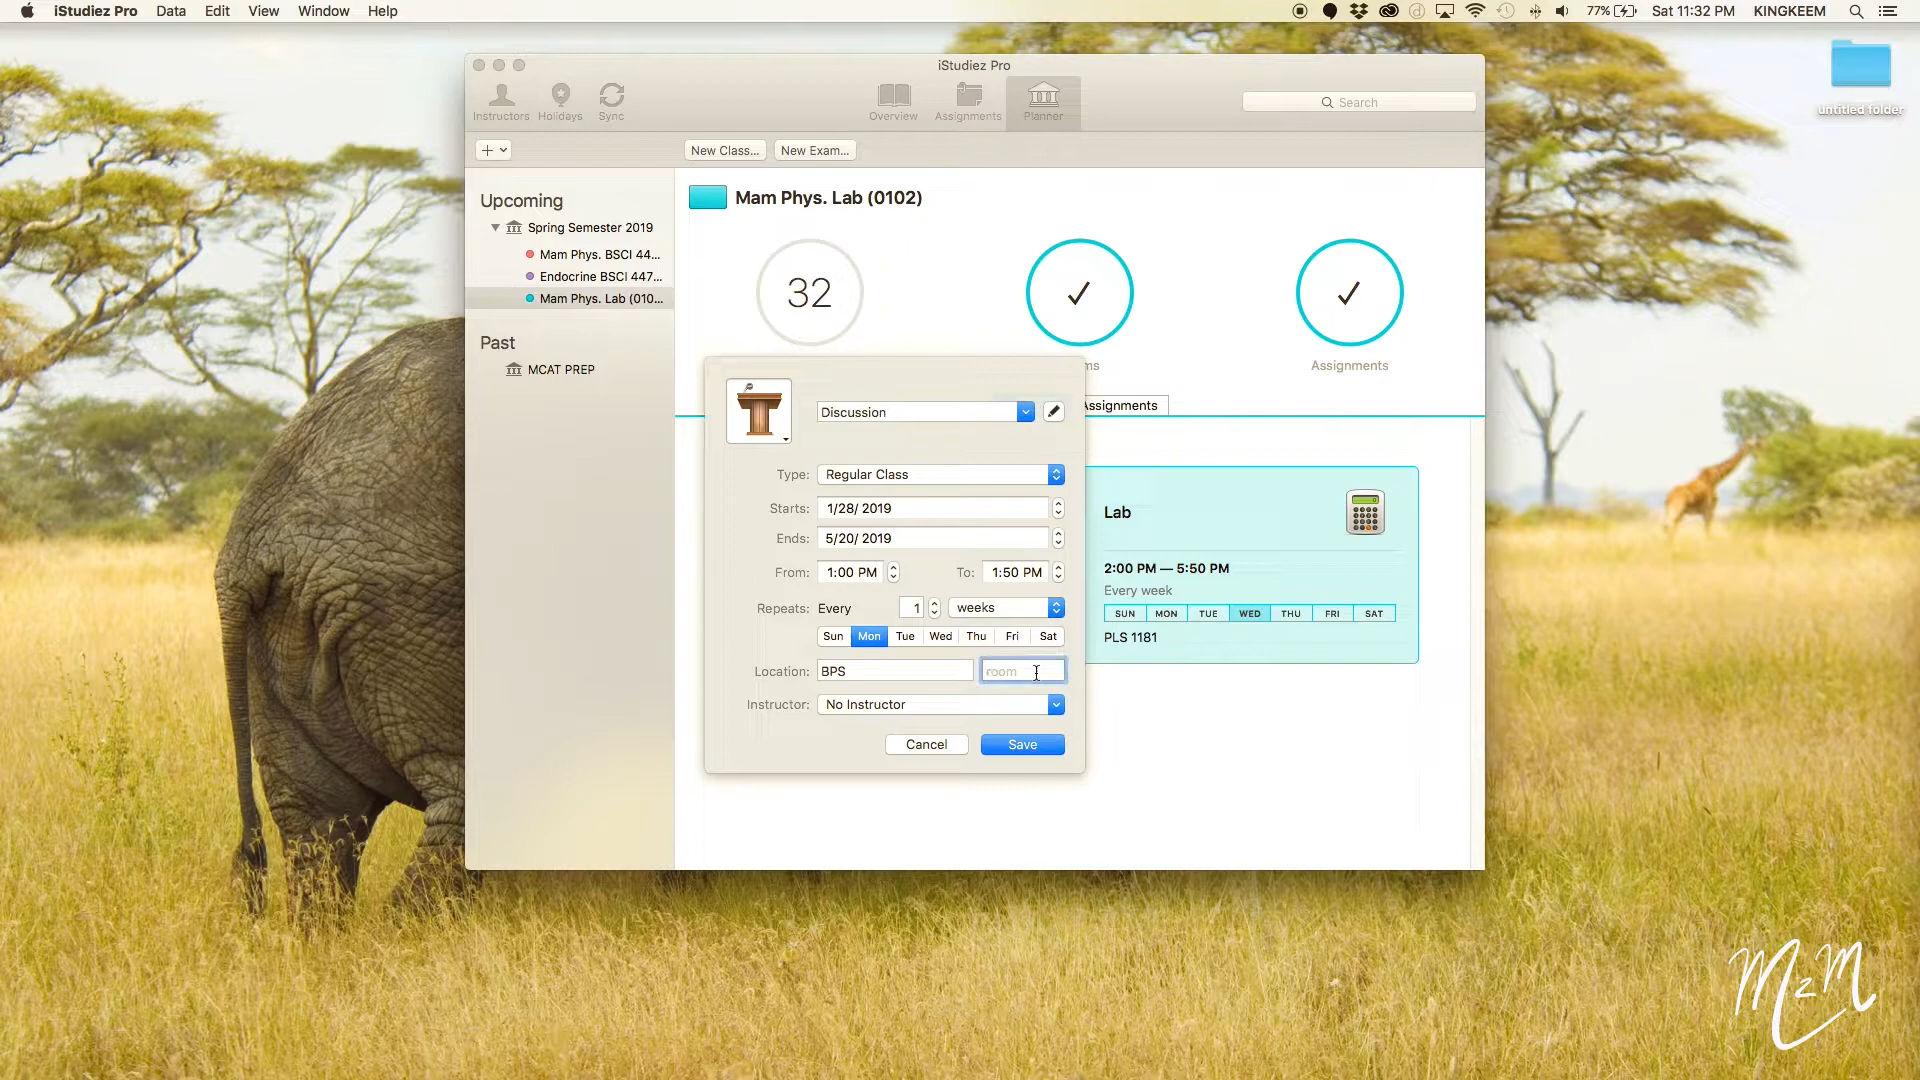 iStudiez Pro Data Edit View Window Help
77% Sat 11:32 PM KINGKEEM
untitled folder
iStudiez Pro
Instructors Holidays Sync
Overview Assignments Planner
Search
New Class... New Exam...
Upcoming
Spring Semester 2019
Mam Phys. BSCI 44...
Endocrine BSCI 447...
Mam Phys. Lab (010...
Past
MCAT PREP
Mam Phys. Lab (0102)
32
ms
Assignments
Assignments
Discussion
Type: Regular Class
Starts: 1/28/ 2019
Ends: 5/20/ 2019
From: 1:00 PM To: 1:50 PM
Repeats: Every 1 weeks
Sun Mon Tue Wed Thu Fri Sat
Location: BPS room
Instructor: No Instructor
Cancel Save
Lab
2:00 PM — 5:50 PM
Every week
SUN MON TUE WED THU FRI SAT
PLS 1181
MzM